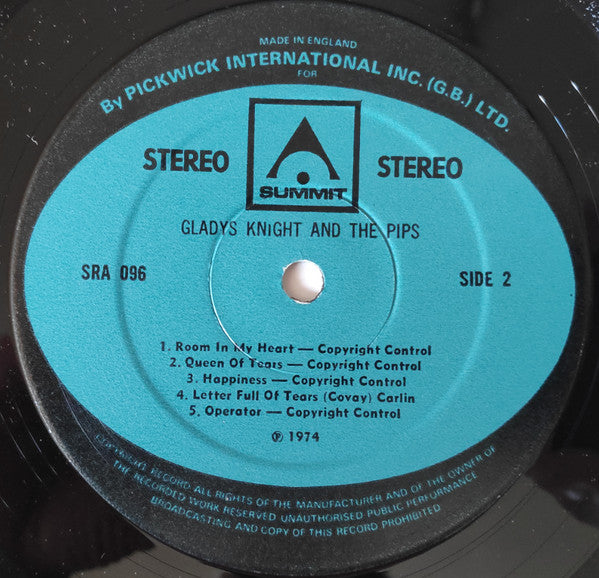 MADE IN ENGLAND
By PICKWICK INTERNATIONAL INC. (G.B.) LTD.
FOR
STEREO STEREO
SUMMIT
GLADYS KNIGHT AND THE PIPS
SRA 096 SIDE 2
1. Room In My Heart — Copyright Control
2. Queen Of Tears — Copyright Control
3. Happiness — Copyright Control
4. Letter Full Of Tears (Covay) Carlin
5. Operator — Copyright Control
℗ 1974
COPYRIGHT RECORD ALL RIGHTS OF THE MANUFACTURER AND OF THE OWNER OF
THE RECORDED WORK RESERVED UNAUTHORISED PUBLIC PERFORMANCE
BROADCASTING AND COPY OF THIS RECORD PROHIBITED